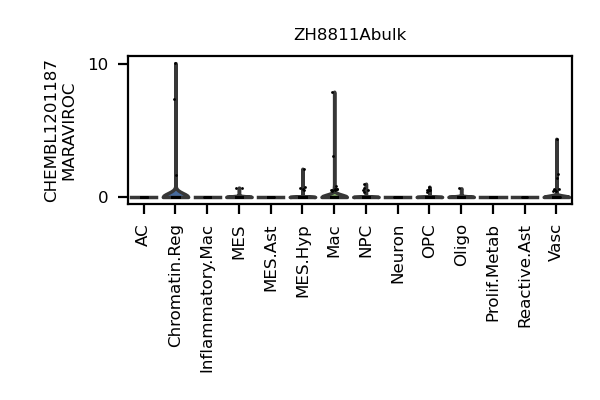 ZH8811Abulk
CHEMBL1201187
MARAVIROC
10
0
AC
Chromatin.Reg
Inflammatory.Mac
MES
MES.Ast
MES.Hyp
Mac
NPC
Neuron
OPC
Oligo
Prolif.Metab
Reactive.Ast
Vasc